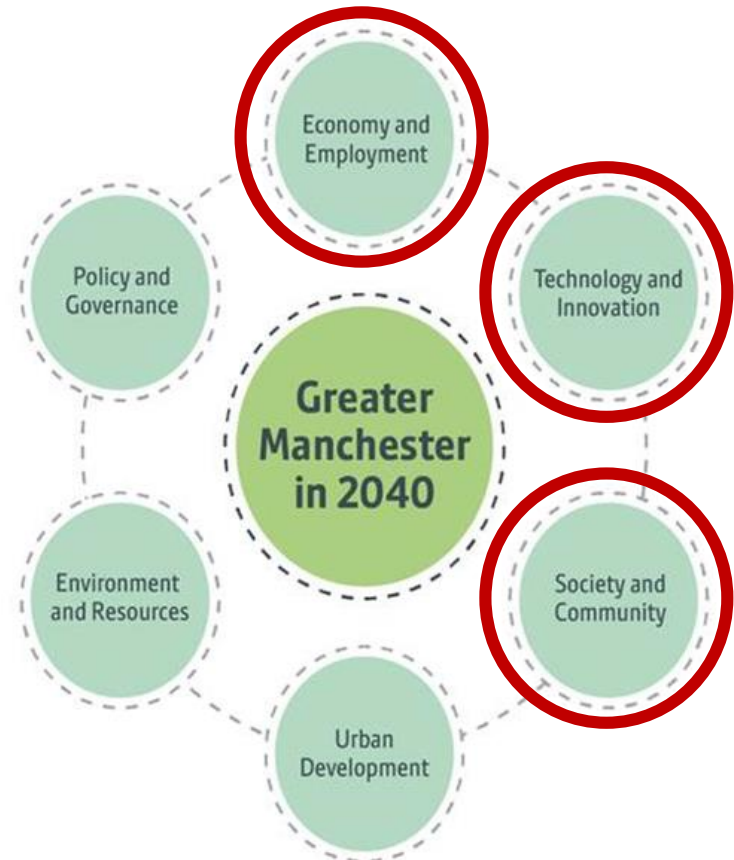 Economy and
Employment
Technology and
Innovation
Policy and
Governance
Greater
Manchester
in 2040
Society and
Community
Environment
and Resources
Urban
Development